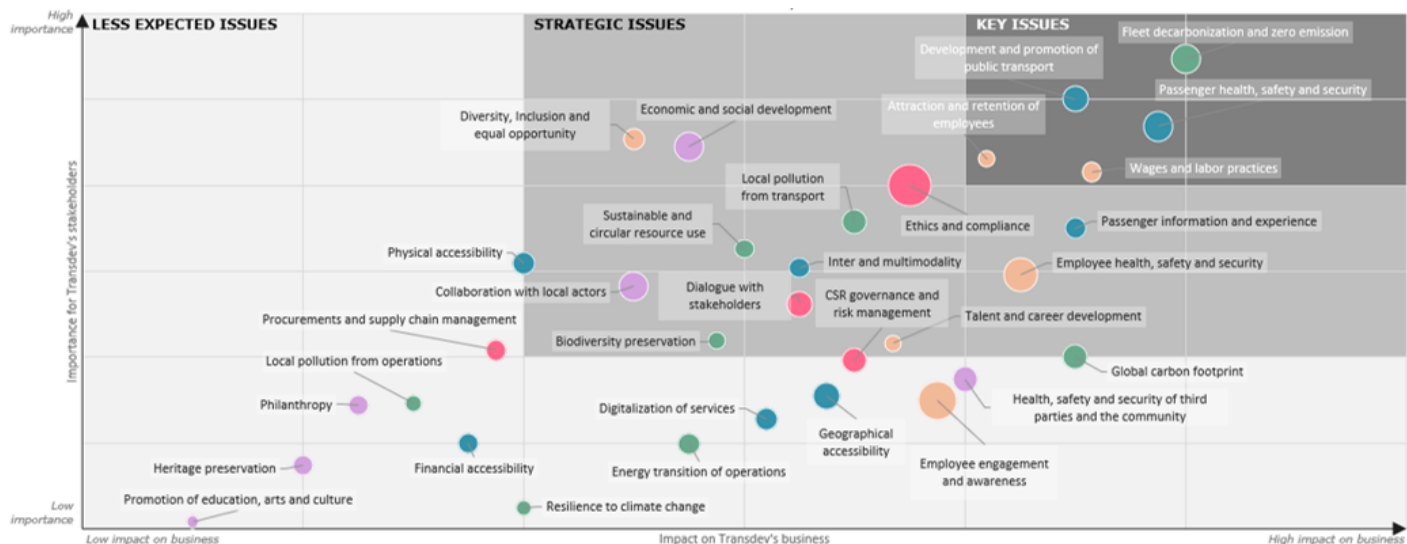 High
importance
LESS EXPECTED ISSUES
STRATEGIC ISSUES
KEY ISSUES
Fleet decarbonization and zero emission
Development and promotion of
public transport
Passenger health, safety and security
Attraction and retention of
employees
Diversity, Inclusion and
equal opportunity
Economic and social development
Wages and labor practices
Local pollution
from transport
Sustainable and
circular resource use
Ethics and compliance
Passenger information and experience
Physical accessibility
Inter and multimodality
Employee health, safety and security
Collaboration with local actors
Dialogue with
stakeholders
CSR governance and
risk management
Talent and career development
Procurements and supply chain management
Biodiversity preservation
Local pollution from operations
Global carbon footprint
Philanthropy
Digitalization of services
Health, safety and security of third
parties and the community
Geographical
accessibility
Heritage preservation
Financial accessibility
Energy transition of operations
Employee engagement
and awareness
Promotion of education, arts and culture
Resilience to climate change
Importance for Transdev's stakeholders
Low
importance
Low impact on business
Impact on Transdev's business
High impact on business